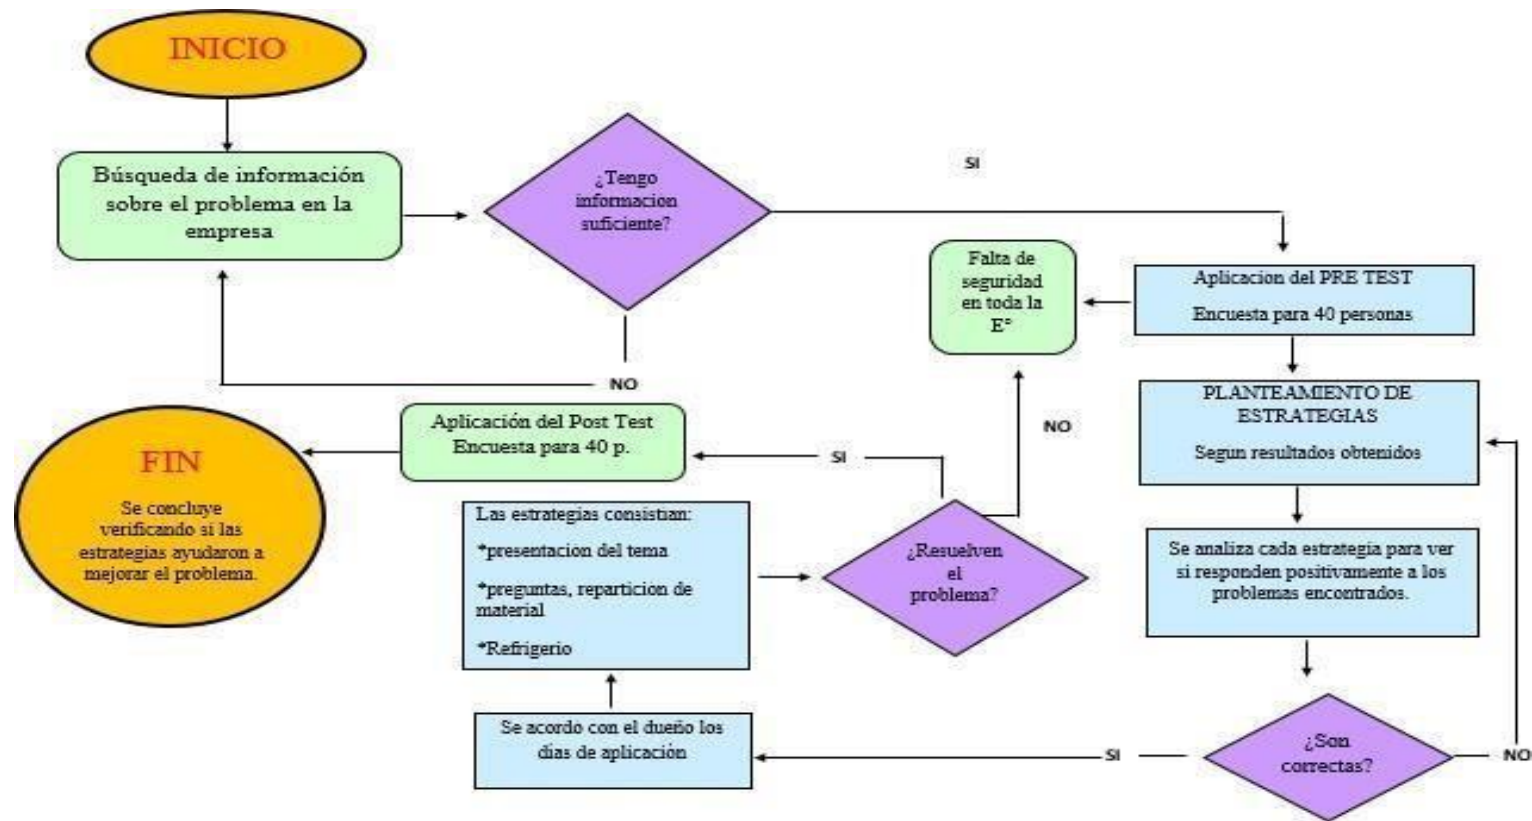 INICIO
Búsqueda de información
sobre el problema en la
empresa
¿Tengo
informacion
suficiente?
SI
NO
Aplicacion del PRE TEST
Encuesta para 40 personas
Falta de
seguridad
en toda la
E°
PLANTEAMIENTO DE
ESTRATEGIAS
Segun resultados obtenidos
Se analiza cada estrategia para ver
si responden positivamente a los
problemas encontrados.
¿Son
correctas?
NO
SI
Se acordo con el dueño los
dias de aplicación
Las estrategias consistian:
*presentacion del tema
*preguntas, reparticion de
material
*Refrigerio
¿Resuelven
el
problema?
NO
SI
Aplicación del Post Test
Encuesta para 40 p.
FIN
Se concluye
verificando si las
estrategias ayudaron a
mejorar el problema.